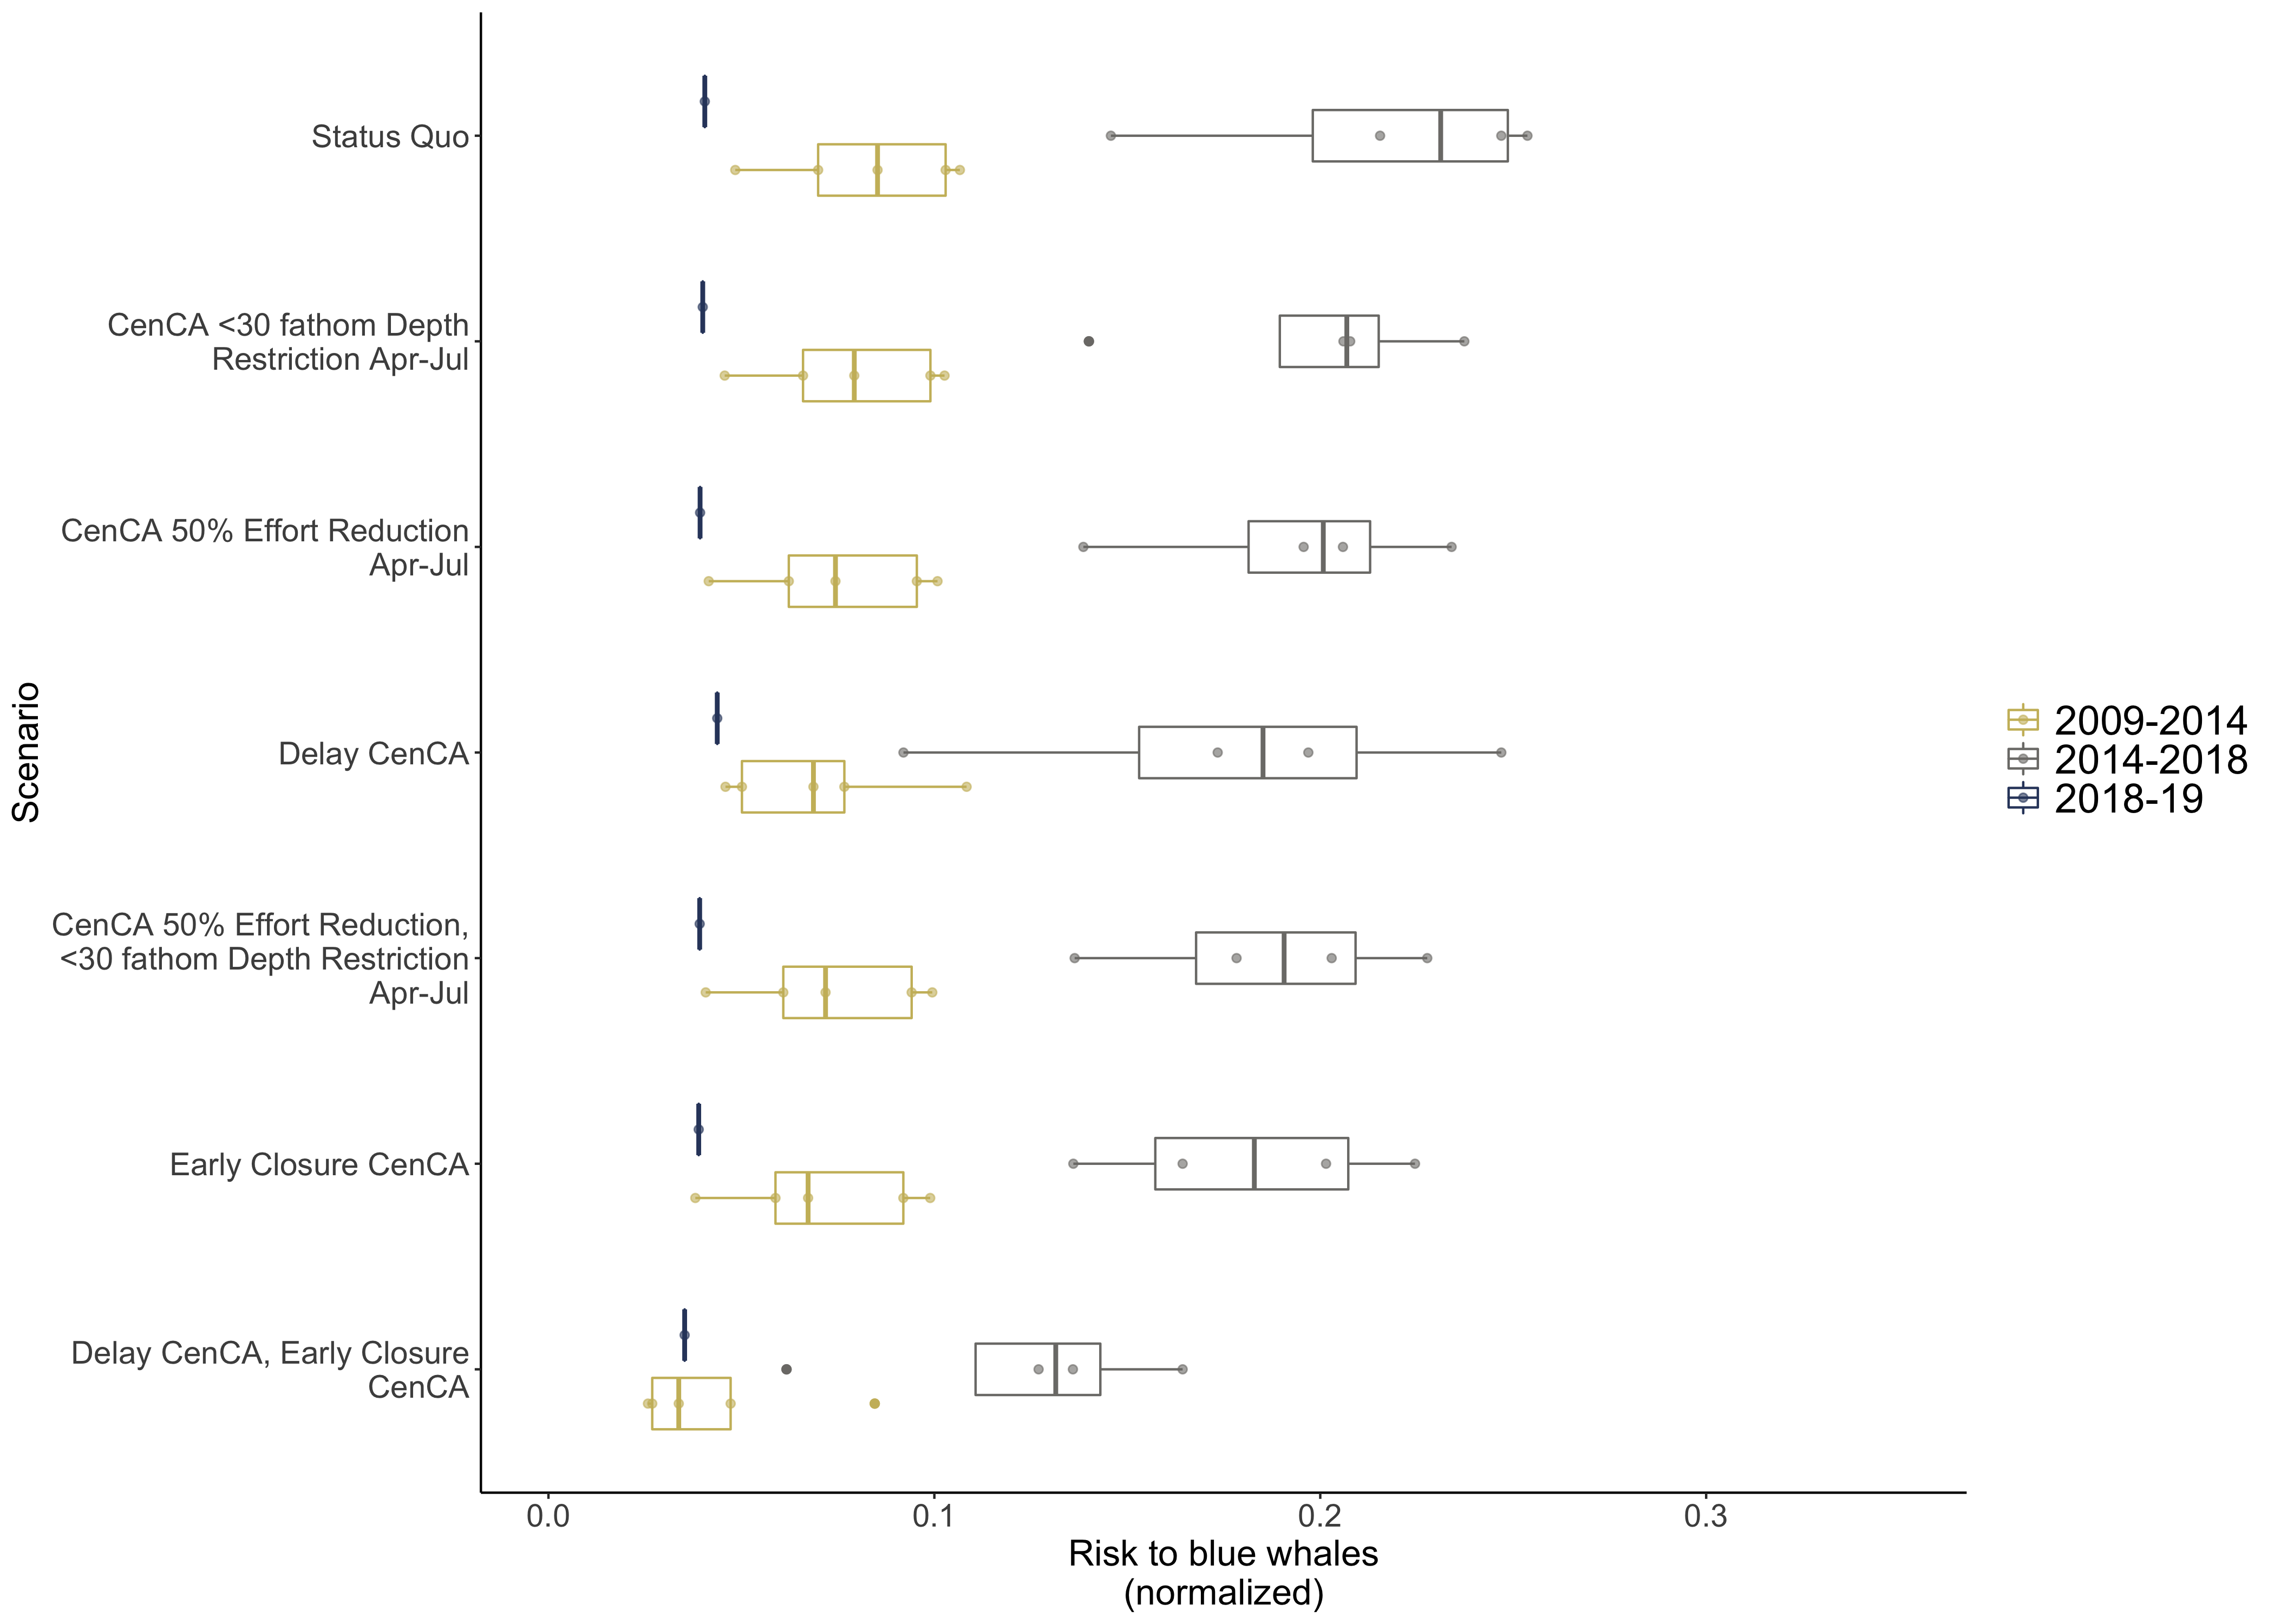 Scenario
Status Quo
CenCA <30 fathom Depth
Restriction Apr-Jul
CenCA 50% Effort Reduction
Apr-Jul
Delay CenCA
CenCA 50% Effort Reduction,
<30 fathom Depth Restriction
Apr-Jul
Early Closure CenCA
Delay CenCA, Early Closure
CenCA
0.0
0.1
0.2
0.3
Risk to blue whales
(normalized)
2009-2014
2014-2018
2018-19